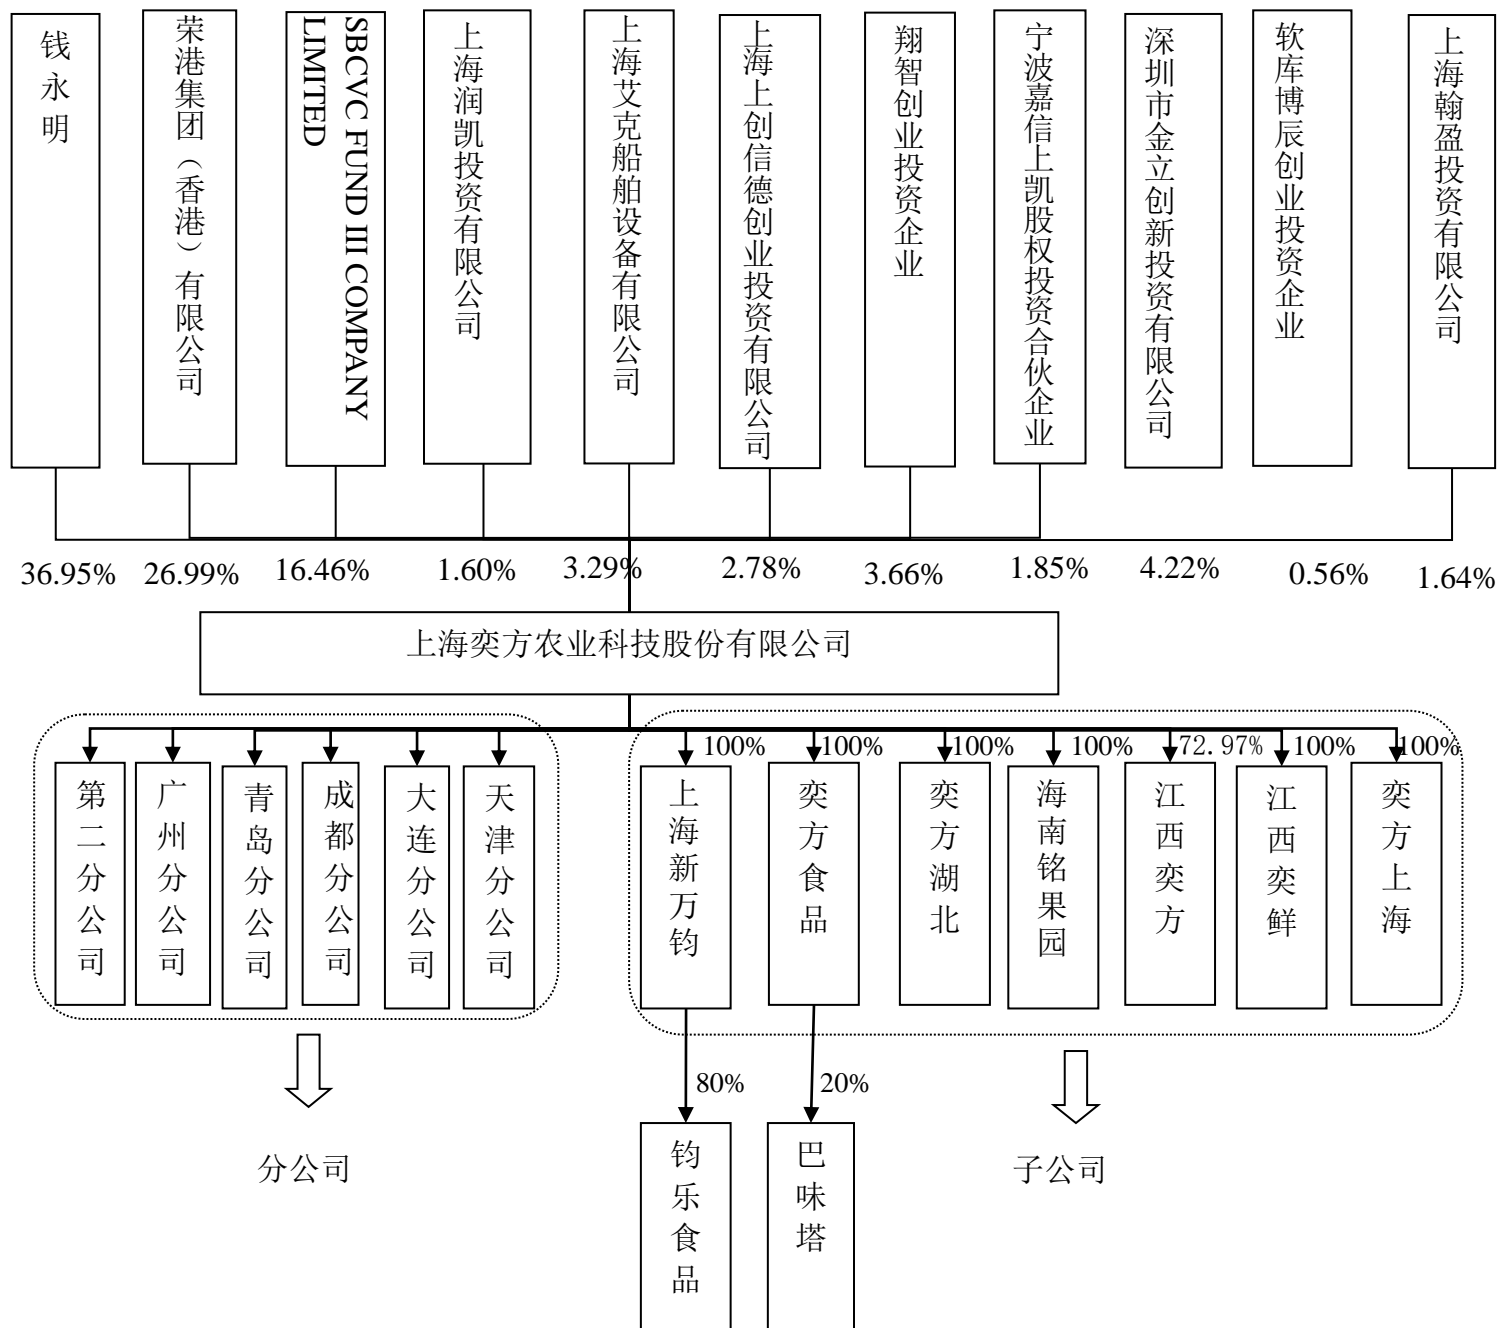 钱永明
荣港集团（香港）有限公司
SBCVC FUND III COMPANY
LIMITED
上海润凯投资有限公司
上海艾克船舶设备有限公司
上海上创信德创业投资有限公司
翔智创业投资企业
宁波嘉信上凯股权投资合伙企业
深圳市金立创新投资有限公司
软库博辰创业投资企业
上海翰盈投资有限公司
36.95%
26.99%
16.46%
1.60%
3.29%
2.78%
3.66%
1.85%
4.22%
0.56%
1.64%
上海奕方农业科技股份有限公司
100%
100%
100%
100%
72.97%
100%
100%
第二分公司
广州分公司
青岛分公司
成都分公司
大连分公司
天津分公司
上海新万钧
奕方食品
奕方湖北
海南铭果园
江西奕方
江西奕鲜
奕方上海
80%
20%
分公司
钧乐食品
巴味塔
子公司